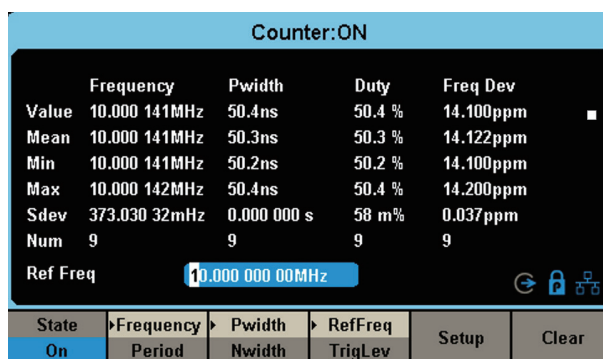 Counter:ON
Frequency Pwidth Duty Freq Dev
Value 10.000 141MHz 50.4ns 50.4 % 14.100ppm
Mean 10.000 141MHz 50.3ns 50.3 % 14.122ppm
Min 10.000 141MHz 50.2ns 50.2 % 14.100ppm
Max 10.000 142MHz 50.4ns 50.4 % 14.200ppm
Sdev 373.030 32mHz 0.000 000 s 58 m% 0.037ppm
Num 9 9 9 9
Ref Freq 10.000 000 00MHz
P
State Frequency Pwidth RefFreq Setup Clear
On Period Nwidth TrigLev